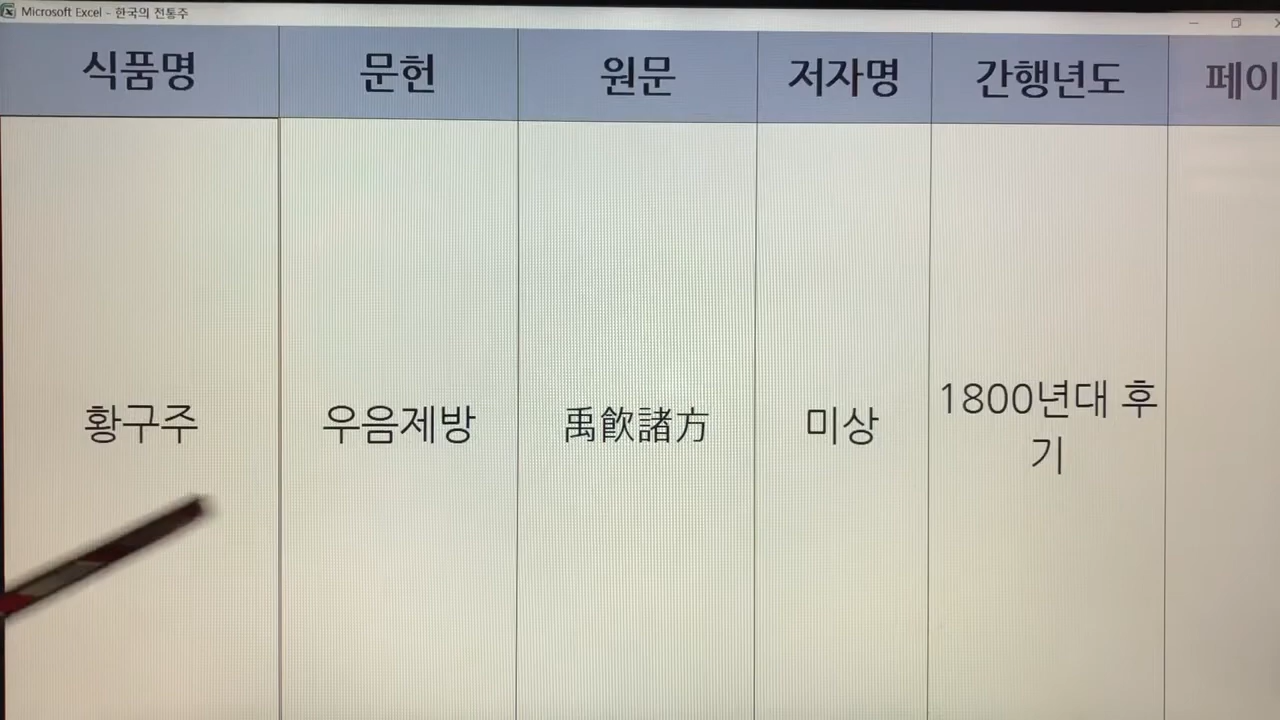 Microsoft Excel - 한국의 전통주
식품명 문헌 원문 저자명 간행년도 페이
황구주 우음제방 禹飮諸方 미상 1800년대 후
기